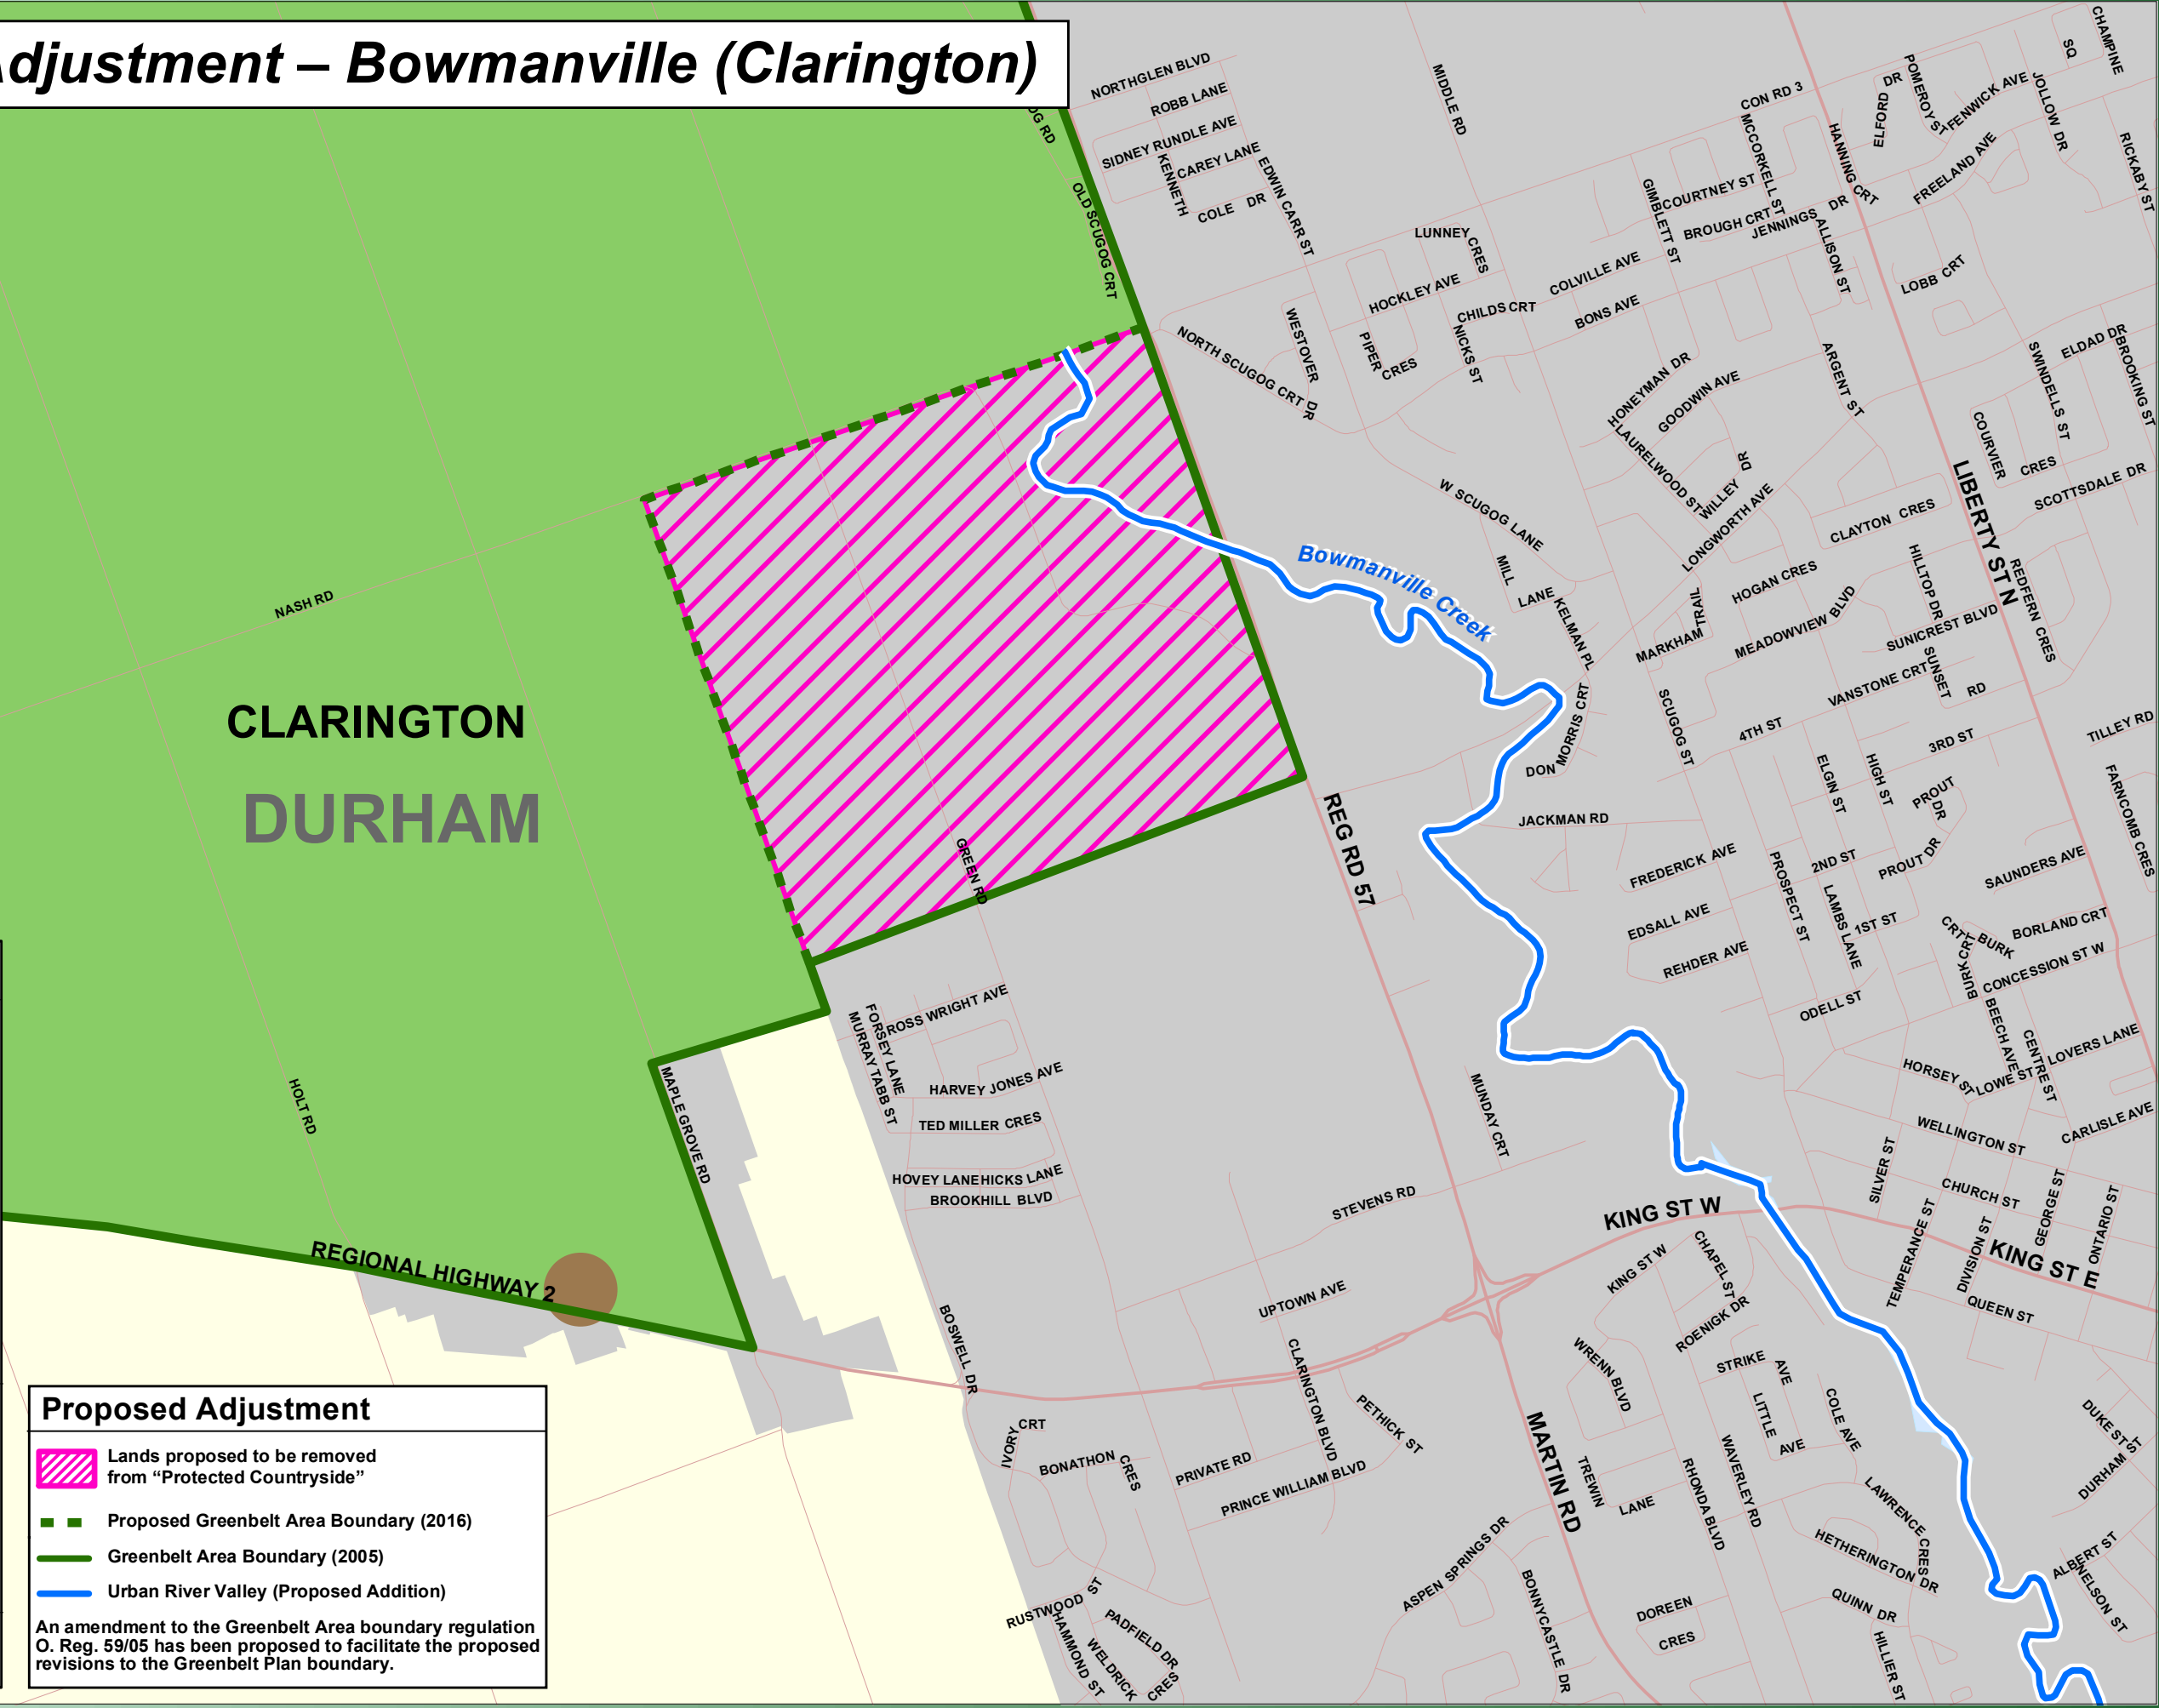 djustment – Bowmanville (Clarington)
OG RD
OLD SCUGOG CRT
NORTHGLEN BLVD
ROBB LANE
SIDNEY RUNDLE AVE
CAREY LANE
KENNETH
COLE DR
EDWIN CARR ST
MIDDLE RD
CON RD 3
MCCORKELL ST
HANNING CRT
ELFORD
DR
POMEROY ST
FENWICK AVE
JOLLOW DR
SQ
CHAMPINE
RICKABY ST
FREELAND AVE
GIMBLETT ST
COURTNEY ST
BROUGH CRT
JENNINGS DR
ALLISON ST
LOBB CRT
LUNNEY
CRES
HOCKLEY AVE
CHILDS CRT
COLVILLE AVE
BONS AVE
NORTH SCUGOG CRT
WESTOVER
DR
PIPER
CRES
NICKS ST
HONEYMAN DR
GOODWIN AVE
ARGENT ST
LAURELWOOD ST
WILLEY
DR
LONGWORTH AVE
SWINDELLS ST
ELDAD DR
BROOKING ST
COURVIER
CRES
SCOTTSDALE DR
LIBERTY ST N
CLAYTON CRES
W SCUGOG LANE
MILL
LANE
KELMAN PL
Bowmanville Creek
HOGAN CRES
HILLTOP DR
REDFERN CRES
MARKHAM
TRAIL
MEADOWVIEW BLVD
SUNICREST BLVD
SUNSET
RD
VANSTONE CRT
NASH RD
CLARINGTON
DURHAM
SCUGOG ST
4TH ST
3RD ST
TILLEY RD
DON
MORRIS CRT
JACKMAN RD
ELGIN ST
HIGH ST
PROUT
DR
FARNCOMB CRES
REG RD 57
GREEN RD
FREDERICK AVE
PROSPECT ST
2ND ST
PROUT DR
SAUNDERS AVE
EDSALL AVE
LAMBS LANE
1ST ST
REHDER AVE
CRT
BURK
BURK CRT
BORLAND CRT
CONCESSION ST W
ODELL ST
BEECH AVE
CENTRE ST
LOVERS LANE
ROSS WRIGHT AVE
FORSEY LANE
MURRAY TABB ST
HARVEY JONES AVE
TED MILLER CRES
HOVEY LANE
HICKS LANE
BROOKHILL BLVD
MAPLE GROVE RD
HOLT RD
MUNDAY CRT
HORSEY ST
LOWE ST
WELLINGTON ST
CARLISLE AVE
SILVER ST
CHURCH ST
GEORGE ST
ONTARIO ST
STEVENS RD
KING ST W
TEMPERANCE ST
DIVISION ST
KING ST E
REGIONAL HIGHWAY 2
KING ST W
CHAPEL ST
QUEEN ST
UPTOWN AVE
ROENIGK DR
BOSWELL DR
CLARINGTON BLVD
WRENN BLVD
STRIKE
AVE
LITTLE
AVE
COLE AVE
PETHICK ST
IVORY
CRT
BONATHON
CRES
PRIVATE RD
PRINCE WILLIAM BLVD
MARTIN RD
TREWIN
LANE
RHONDA BLVD
WAVERLEY RD
LAWRENCE
CRES
DUKE ST
DURHAM ST
HETHERINGTON DR
ALBERT ST
NELSON ST
ASPEN SPRINGS DR
BONNYCASTLE DR
DOREEN
CRES
QUINN DR
HILLIER ST
RUSTWOOD ST
HAMMOND ST
PADFIELD DR
WELDRICK
CRES
Proposed Adjustment
Lands proposed to be removed
from “Protected Countryside”
Proposed Greenbelt Area Boundary (2016)
Greenbelt Area Boundary (2005)
Urban River Valley (Proposed Addition)
An amendment to the Greenbelt Area boundary regulation
O. Reg. 59/05 has been proposed to facilitate the proposed
revisions to the Greenbelt Plan boundary.